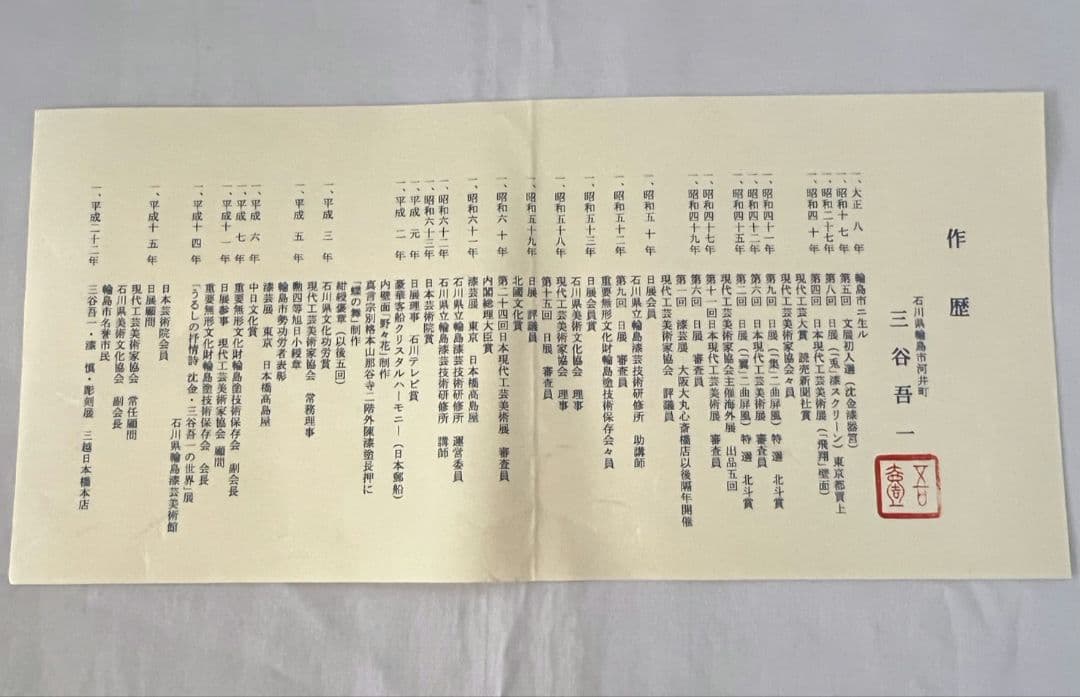 作歴
石川県輪島市河井町
三谷吾一
一、大正八年 輪島市ニ生ル
一、昭和十七年 第五回 文展初入選（沈金漆器筥）
一、昭和二十七年 第八回 日展（「兎」漆スクリーン）東京都買上
一、昭和四十年 第四回 日本現代工芸美術展（「飛翔」壁面）
現代工芸大賞 読売新聞社賞
現代工芸美術家協会々員
一、昭和四十一年 第九回 日展（「集」二曲屏風）特選 北斗賞
一、昭和四十二年 第六回 日本現代工芸美術展 審査員
一、昭和四十五年 第二回 日展（「翼」二曲屏風）特選 北斗賞
現代工芸美術家協会主催海外展 出品五回
一、昭和四十七年 第十一回日本現代工芸美術展 審査員
一、昭和四十九年 第六回 日展 審査員
第一回 漆芸展 大阪大丸心斎橋店以後隔年開催
現代工芸美術家協会 評議員
一、昭和五十年 日展会員
石川県立輪島漆芸技術研修所 助講師
一、昭和五十二年 第九回 日展 審査員
重要無形文化財輪島塗技術保存会々員
一、昭和五十三年 日展会員賞
石川県美術文化協会 理事
一、昭和五十八年 現代工芸美術家協会 理事
第十五回 日展 審査員
一、昭和五十九年 日展 評議員
北國文化賞
一、昭和六十年 第二十四回日本現代工芸美術展 審査員
内閣総理大臣賞
一、昭和六十一年 漆芸展 東京 日本橋高島屋
石川県立輪島漆芸技術研修所 運営委員
一、昭和六十二年 石川県立輪島漆芸技術研修所 講師
一、昭和六十三年 日本芸術院賞
一、平成元年 日展理事 石川テレビ賞
一、平成二年 豪華客船クリスタルハーモニー（日本郵船）
内壁面「野々花」制作
真言宗別格本山那谷寺二階外陣漆塗長押に
「蝶の舞」制作
一、平成三年 紺綬褒章（以後五回）
石川県文化功労賞
現代工芸美術家協会 常務理事
一、平成五年 勲四等旭日小綬章
輪島市勢功労者表彰
漆芸展 東京 日本橋高島屋
一、平成六年 中日文化賞
一、平成七年 重要無形文化財輪島塗技術保存会 副会長
一、平成十一年 日展参事 現代工芸美術家協会 顧問
重要無形文化財輪島塗技術保存会 会長
一、平成十四年 「うるしの抒情詩 沈金・三谷吾一の世界」展
石川県輪島漆芸美術館
日本芸術院会員
一、平成十五年 日展顧問
現代工芸美術家協会 常任顧問
石川県美術文化協会 副会長
輪島市名誉市民
一、平成二十二年 三谷吾一・漆 慎・彫刻展 三越日本橋本店